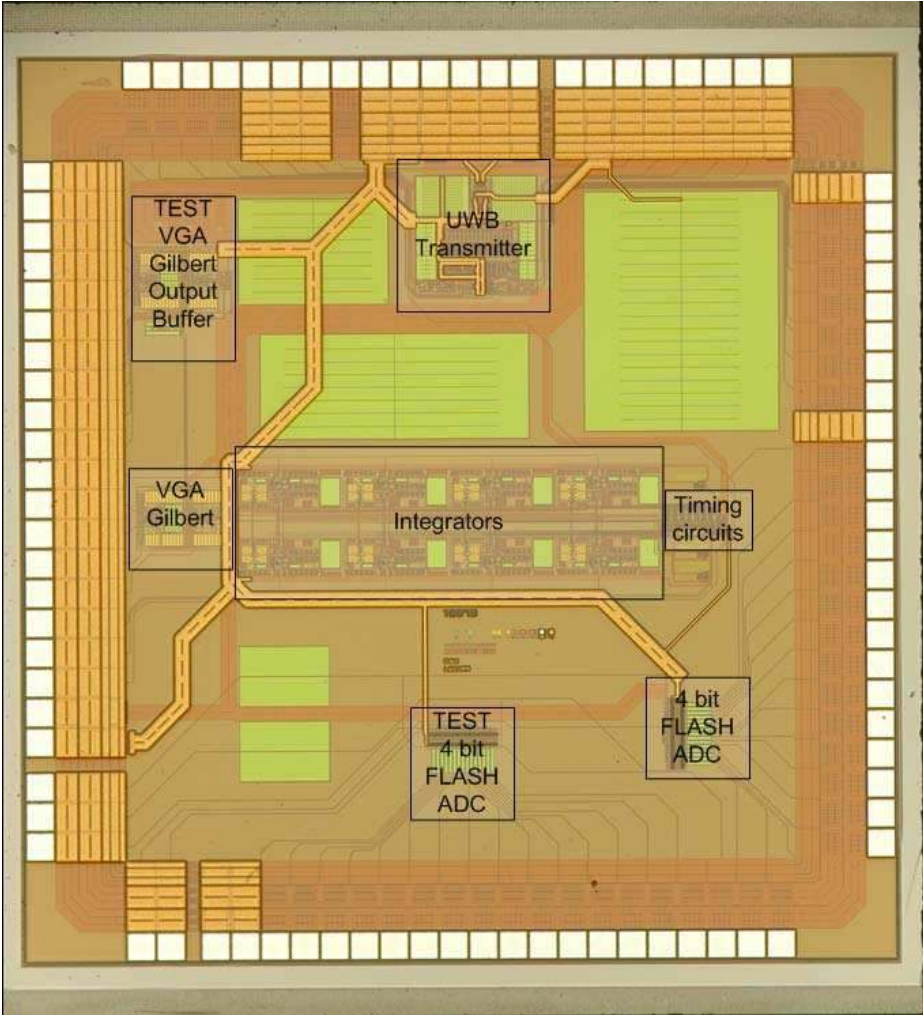 TEST
VGA
Gilbert
Output
Buffer
UWB
Transmitter
VGA
Gilbert
Integrators
Timing
circuits
TEST
4 bit
FLASH
ADC
4 bit
FLASH
ADC